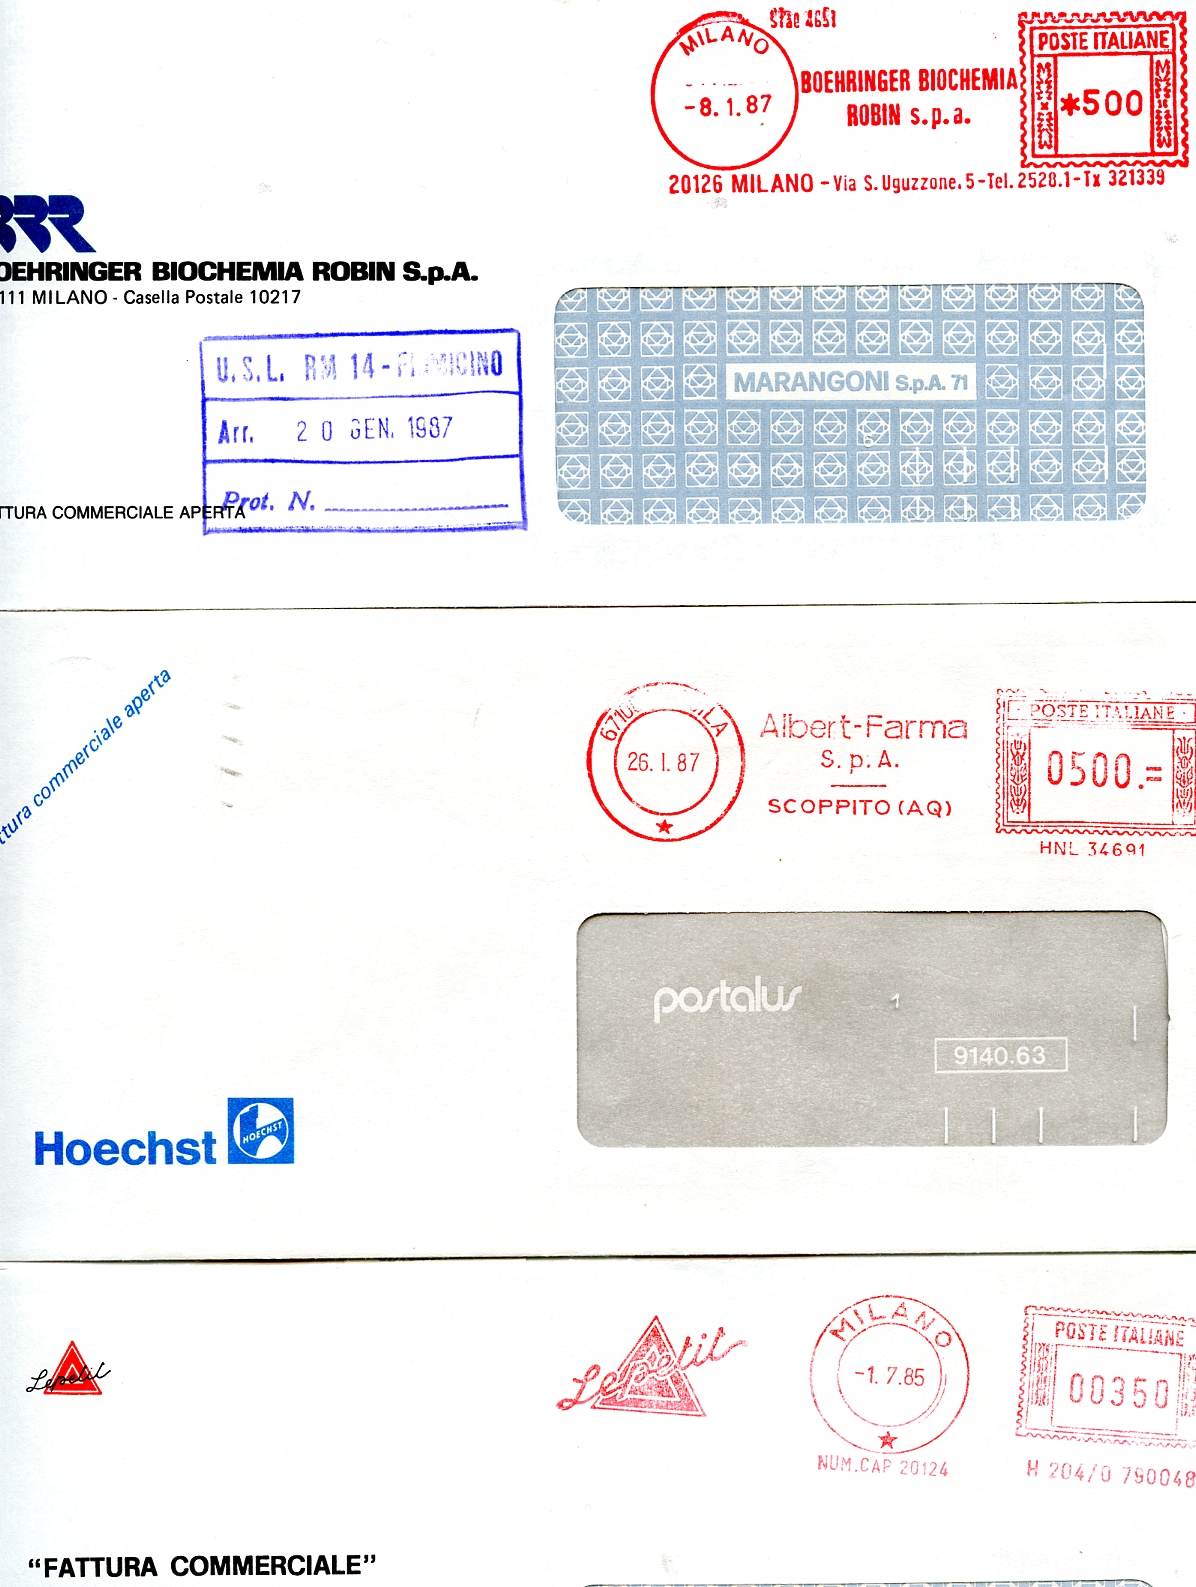 STae 4651
MILANO
-8.1.87
BOEHRINGER BIOCHEMIA
ROBIN s.p.a.
POSTE ITALIANE
*500
20126 MILANO - Via S. Uguzzone. 5 - Tel. 2528.1 - Tx 321339
OEHRINGER BIOCHEMIA ROBIN S.p.A.
111 MILANO - Casella Postale 10217
U.S.L. RM 14 -
Arr. 20 GEN. 1987
Prot. N.
TTURA COMMERCIALE APERTA
MARANGONI S.p.A. 71
6
ttura commerciale aperta
26. I. 87
Albert-Farma
S. p. A.
SCOPPITO (AQ)
POSTE ITALIANE
0500.=
HNL 34691
postalus
1
9140.63
Hoechst
HOECHST
Lepetit
Lepetit
MILANO
-1. 7.85
NUM.CAP 20124
POSTE ITALIANE
00350
H 204/0 790048
"FATTURA COMMERCIALE"